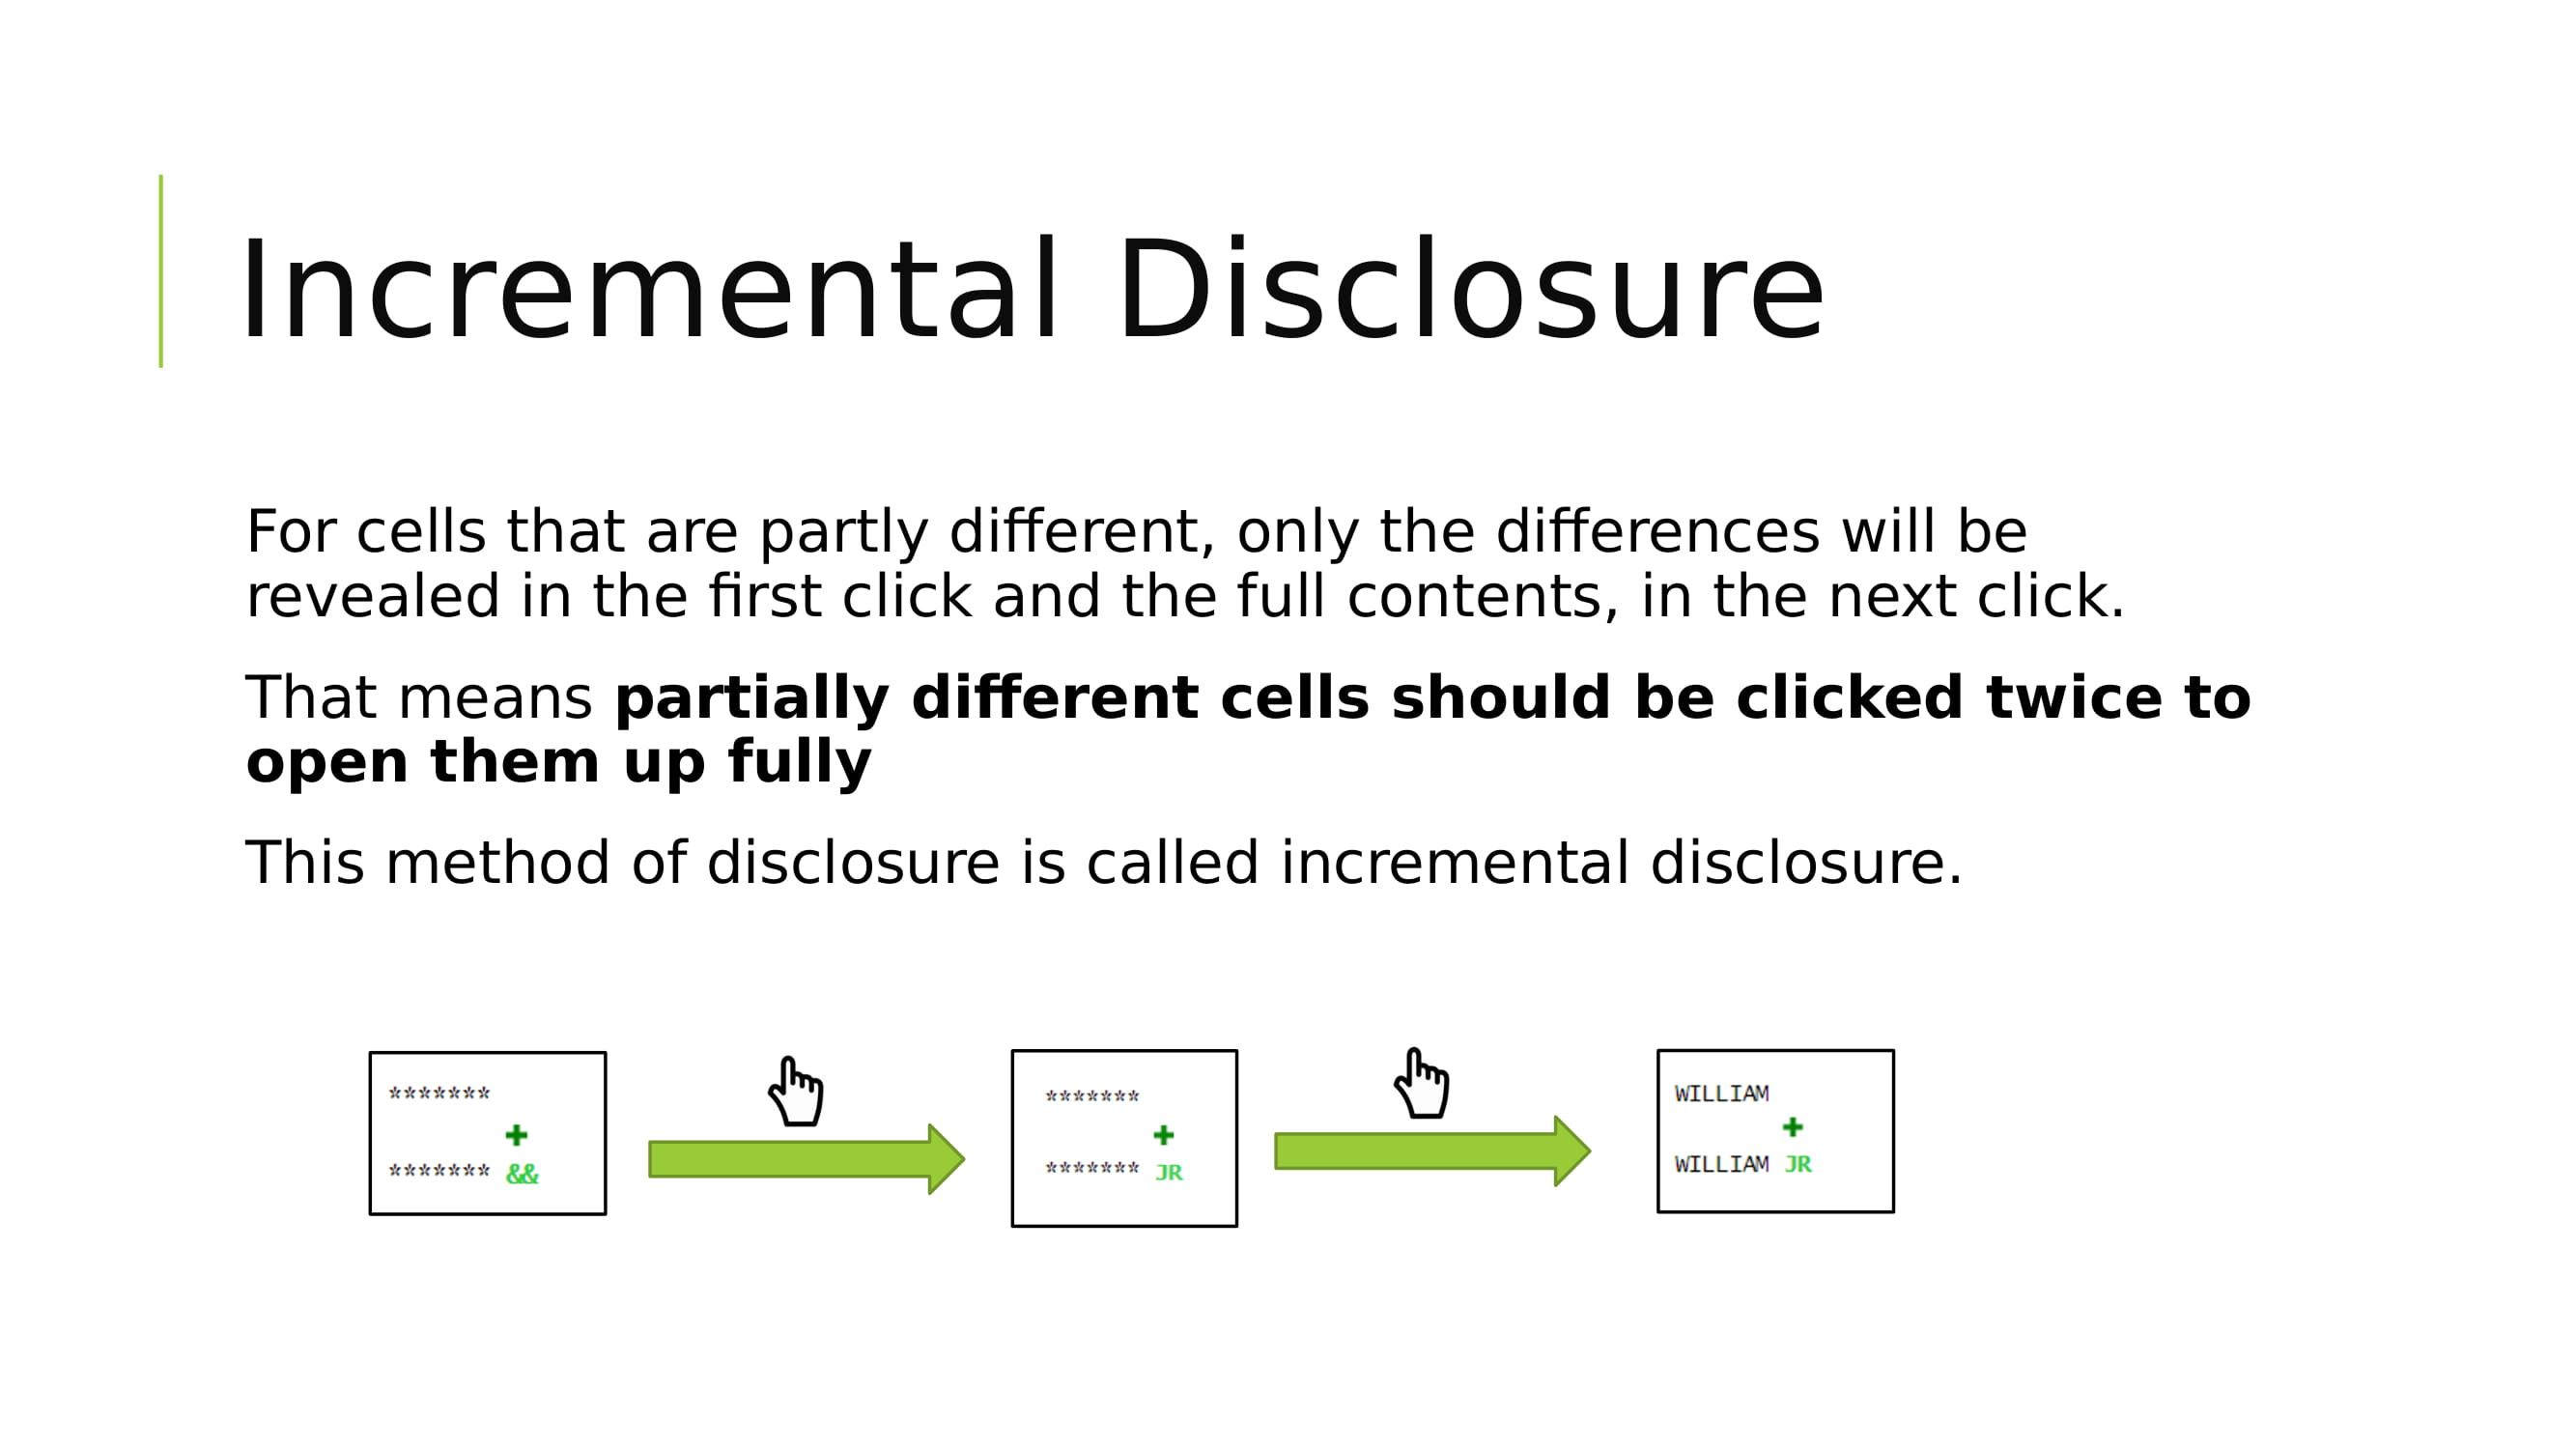 Incremental Disclosure
For cells that are partly different, only the differences will be
revealed in the first click and the full contents, in the next click.
That means partially different cells should be clicked twice to
open them up fully
This method of disclosure is called incremental disclosure.
*******
+
******* &&
*******
+
******* JR
WILLIAM
+
WILLIAM JR